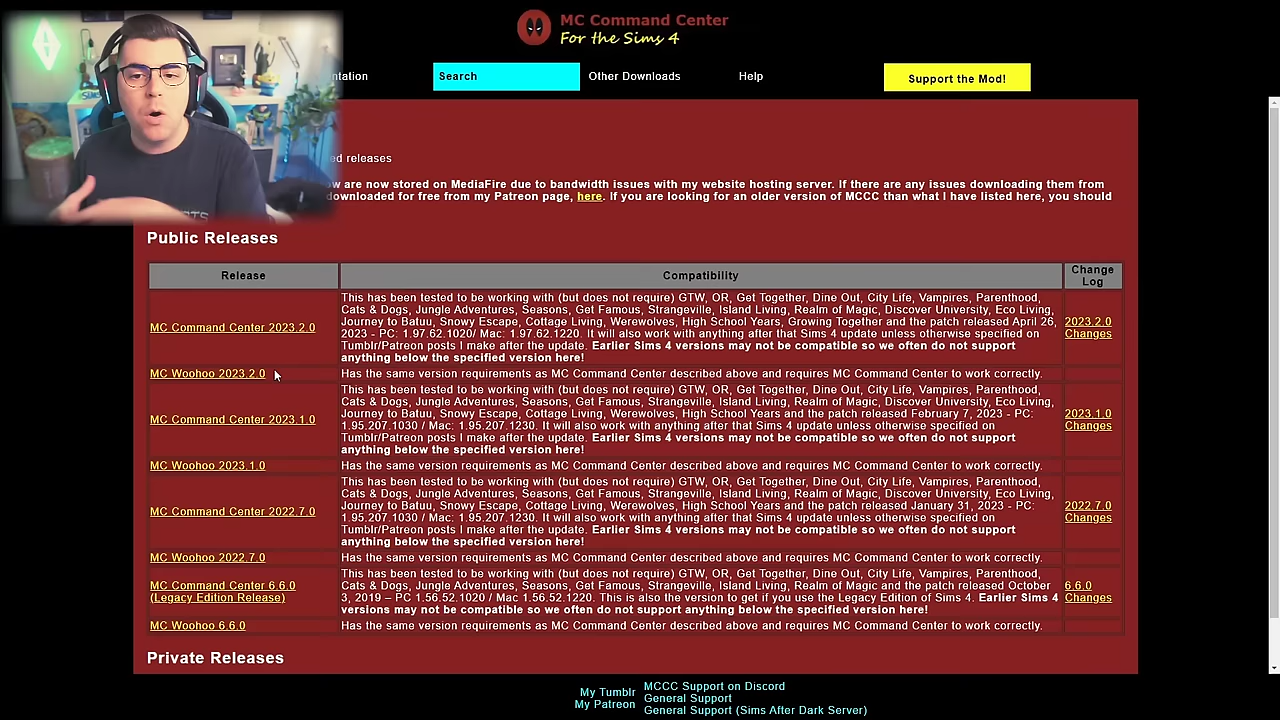 MC Command Center
For the Sims 4
ntation
Search
Other Downloads
Help
Support the Mod!
ed releases
w are now stored on MediaFire due to bandwidth issues with my website hosting server. If there are any issues downloading them from
ownloaded for free from my Patreon page, here. If you are looking for an older version of MCCC than what I have listed here, you should
Public Releases
Release
Compatibility
Change
Log
MC Command Center 2023.2.0
This has been tested to be working with (but does not require) GTW, OR, Get Together, Dine Out, City Life, Vampires, Parenthood,
Cats & Dogs, Jungle Adventures, Seasons, Get Famous, Strangeville, Island Living, Realm of Magic, Discover University, Eco Living,
Journey to Batuu, Snowy Escape, Cottage Living, Werewolves, High School Years, Growing Together and the patch released April 26,
2023 - PC: 1.97.62.1020/ Mac: 1.97.62.1220. It will also work with anything after that Sims 4 update unless otherwise specified on
Tumblr/Patreon posts I make after the update. Earlier Sims 4 versions may not be compatible so we often do not support
anything below the specified version here!
2023.2.0
Changes
MC Woohoo 2023.2.0
Has the same version requirements as MC Command Center described above and requires MC Command Center to work correctly.
MC Command Center 2023.1.0
This has been tested to be working with (but does not require) GTW, OR, Get Together, Dine Out, City Life, Vampires, Parenthood,
Cats & Dogs, Jungle Adventures, Seasons, Get Famous, Strangeville, Island Living, Realm of Magic, Discover University, Eco Living,
Journey to Batuu, Snowy Escape, Cottage Living, Werewolves, High School Years and the patch released February 7, 2023 - PC:
1.95.207.1030 / Mac: 1.95.207.1230. It will also work with anything after that Sims 4 update unless otherwise specified on
Tumblr/Patreon posts I make after the update. Earlier Sims 4 versions may not be compatible so we often do not support
anything below the specified version here!
2023.1.0
Changes
MC Woohoo 2023.1.0
Has the same version requirements as MC Command Center described above and requires MC Command Center to work correctly.
MC Command Center 2022.7.0
This has been tested to be working with (but does not require) GTW, OR, Get Together, Dine Out, City Life, Vampires, Parenthood,
Cats & Dogs, Jungle Adventures, Seasons, Get Famous, Strangeville, Island Living, Realm of Magic, Discover University, Eco Living,
Journey to Batuu, Snowy Escape, Cottage Living, Werewolves, High School Years and the patch released January 31, 2023 - PC:
1.95.207.1030 / Mac: 1.95.207.1230. It will also work with anything after that Sims 4 update unless otherwise specified on
Tumblr/Patreon posts I make after the update. Earlier Sims 4 versions may not be compatible so we often do not support
anything below the specified version here!
2022.7.0
Changes
MC Woohoo 2022.7.0
Has the same version requirements as MC Command Center described above and requires MC Command Center to work correctly.
MC Command Center 6.6.0
(Legacy Edition Release)
This has been tested to be working with (but does not require) GTW, OR, Get Together, Dine Out, City Life, Vampires, Parenthood,
Cats & Dogs, Jungle Adventures, Seasons, Get Famous, Strangeville, Island Living, Realm of Magic and the patch released October
3, 2019 – PC 1.56.52.1020 / Mac 1.56.52.1220. This is also the version to get if you use the Legacy Edition of Sims 4. Earlier Sims 4
versions may not be compatible so we often do not support anything below the specified version here!
6.6.0
Changes
MC Woohoo 6.6.0
Has the same version requirements as MC Command Center described above and requires MC Command Center to work correctly.
Private Releases
My Tumblr
My Patreon
MCCC Support on Discord
General Support
General Support (Sims After Dark Server)